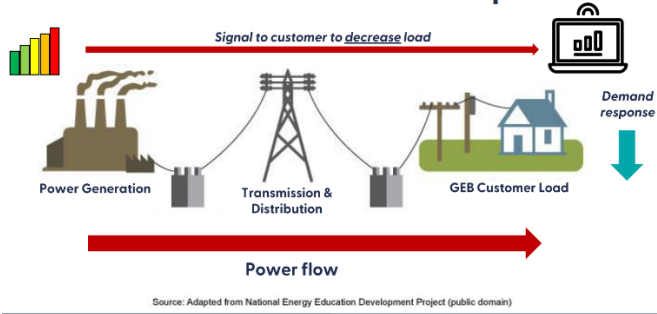 Signal to customer to decrease load
Demand
response
Power Generation
Transmission &
Distribution
GEB Customer Load
Power flow
Source: Adapted from National Energy Education Development Project (public domain)